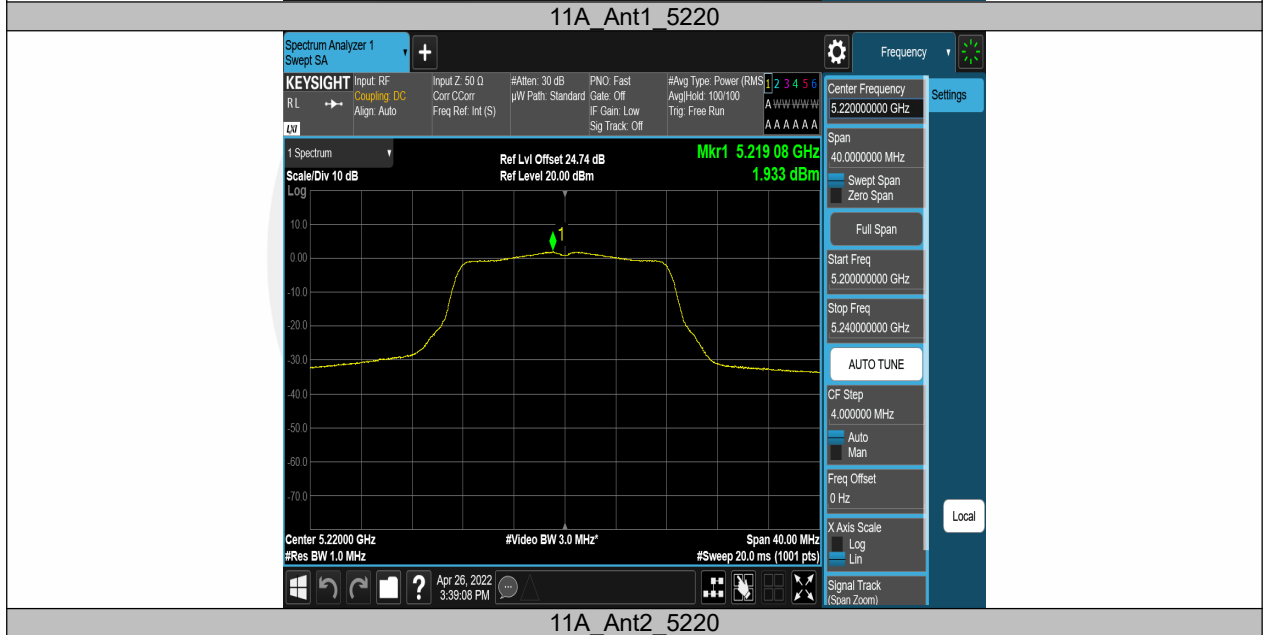 11A_Ant1_5220
Spectrum Analyzer 1
Swept SA
Frequency
KEYSIGHT
RL
LXI
Input: RF
Coupling: DC
Align: Auto
Input Z: 50 Ω
Corr CCorr
Freq Ref: Int (S)
#Atten: 30 dB
µW Path: Standard
PNO: Fast
Gate: Off
IF Gain: Low
Sig Track: Off
#Avg Type: Power (RMS
Avg|Hold: 100/100
Trig: Free Run
1 2 3 4 5 6
A W W W W W
A A A A A A
1 Spectrum
Scale/Div 10 dB
Ref Lvl Offset 24.74 dB
Ref Level 20.00 dBm
Mkr1 5.219 08 GHz
1.933 dBm
Log
10.0
0.00
-10.0
-20.0
-30.0
-40.0
-50.0
-60.0
-70.0
1
Center 5.22000 GHz
#Res BW 1.0 MHz
#Video BW 3.0 MHz*
Span 40.00 MHz
#Sweep 20.0 ms (1001 pts)
Apr 26, 2022
3:39:08 PM
Center Frequency
5.220000000 GHz
Span
40.0000000 MHz
Swept Span
Zero Span
Full Span
Start Freq
5.200000000 GHz
Stop Freq
5.240000000 GHz
AUTO TUNE
CF Step
4.000000 MHz
Auto
Man
Freq Offset
0 Hz
X Axis Scale
Log
Lin
Signal Track
(Span Zoom)
Settings
Local
11A_Ant2_5220